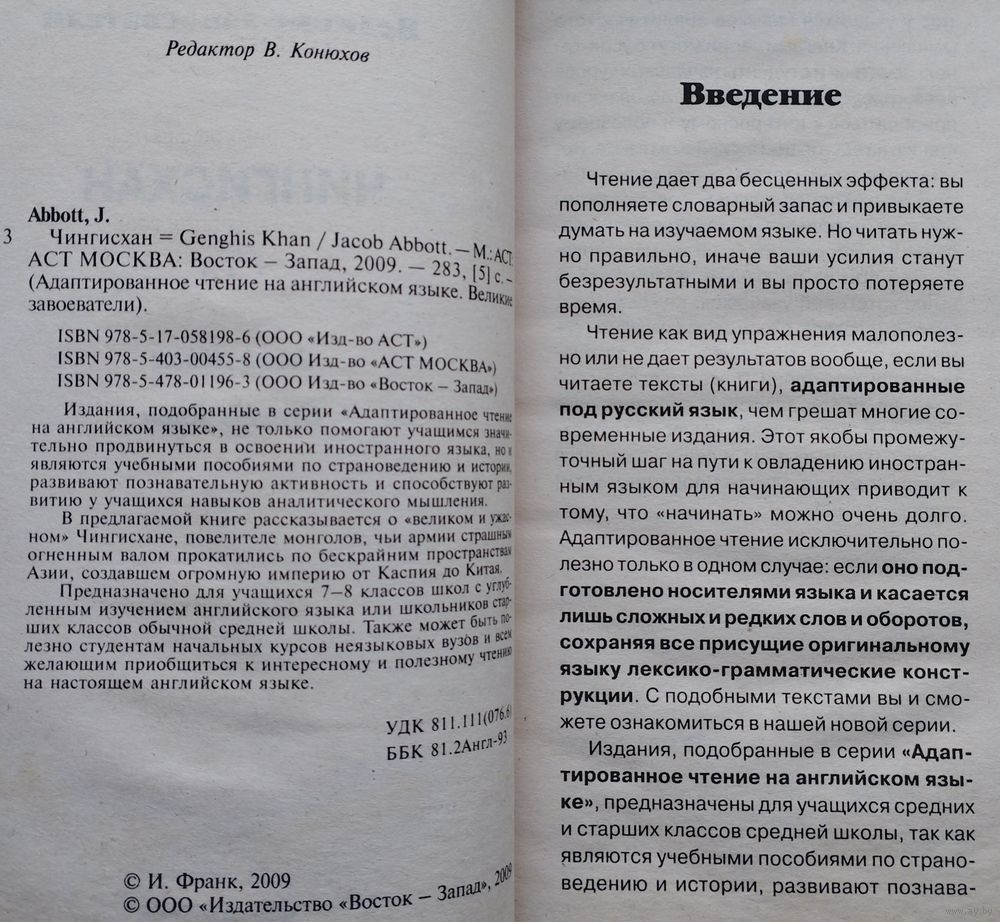 Редактор В. Конюхов
Abbott, J.
3 Чингисхан = Genghis Khan / Jacob Abbott. — М.: АСТ:
АСТ МОСКВА: Восток – Запад, 2009. — 283, [5] с. –
(Адаптированное чтение на английском языке. Великие
завоеватели).
ISBN 978-5-17-058198-6 (ООО «Изд-во АСТ»)
ISBN 978-5-403-00455-8 (ООО Изд-во «АСТ МОСКВА»)
ISBN 978-5-478-01196-3 (ООО Изд-во «Восток – Запад»)
Издания, подобранные в серии «Адаптированное чтение
на английском языке», не только помогают учащимся значи-
тельно продвинуться в освоении иностранного языка, но и
являются учебными пособиями по страноведению и истории,
развивают познавательную активность и способствуют раз-
витию у учащихся навыков аналитического мышления.
В предлагаемой книге рассказывается о «великом и ужас-
ном» Чингисхане, повелителе монголов, чьи армии страшным
огненным валом прокатились по бескрайним пространствам
Азии, создавшем огромную империю от Каспия до Китая.
Предназначено для учащихся 7–8 классов школ с углуб-
ленным изучением английского языка или школьников стар-
ших классов обычной средней школы. Также может быть по-
лезно студентам начальных курсов неязыковых вузов и всем
желающим приобщиться к интересному и полезному чтению
на настоящем английском языке.
УДК 811.111(076.6)
ББК 81.2Англ-93
© И. Франк, 2009
© ООО «Издательство «Восток – Запад», 2009
Введение
Чтение дает два бесценных эффекта: вы
пополняете словарный запас и привыкаете
думать на изучаемом языке. Но читать нуж-
но правильно, иначе ваши усилия станут
безрезультатными и вы просто потеряете
время.
Чтение как вид упражнения малополез-
но или не дает результатов вообще, если вы
читаете тексты (книги), адаптированные
под русский язык, чем грешат многие со-
временные издания. Этот якобы промежу-
точный шаг на пути к овладению иностран-
ным языком для начинающих приводит к
тому, что «начинать» можно очень долго.
Адаптированное чтение исключительно по-
лезно только в одном случае: если оно под-
готовлено носителями языка и касается
лишь сложных и редких слов и оборотов,
сохраняя все присущие оригинальному
языку лексико-грамматические конст-
рукции. С подобными текстами вы и смо-
жете ознакомиться в нашей новой серии.
Издания, подобранные в серии «Адап-
тированное чтение на английском язы-
ке», предназначены для учащихся средних
и старших классов средней школы, так как
являются учебными пособиями по страно-
ведению и истории, развивают познава-
www.ay.by